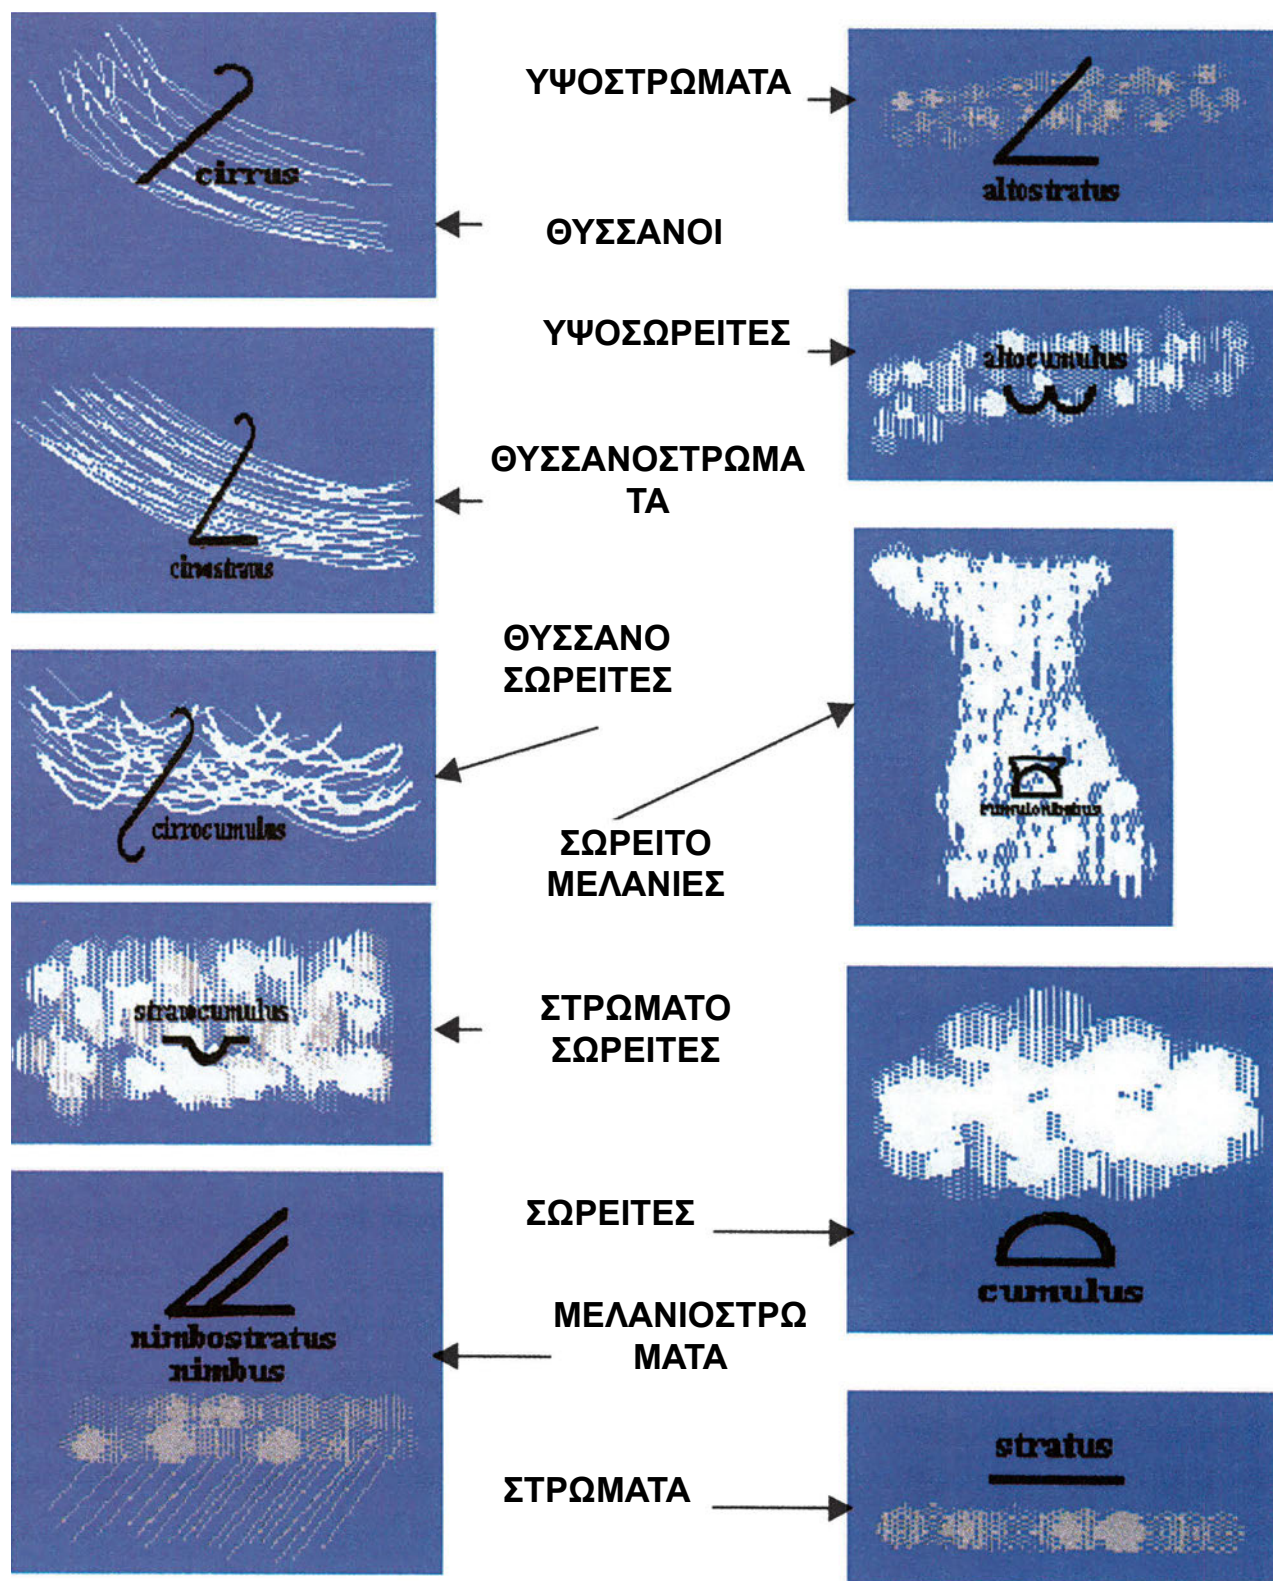 cirrus
ΥΨΟΣΤΡΩΜΑΤΑ
altostratus
ΘΥΣΣΑΝΟΙ
ΥΨΟΣΩΡΕΙΤΕΣ
altocumulus
ΘΥΣΣΑΝΟΣΤΡΩΜΑ
ΤΑ
cirrostratus
ΘΥΣΣΑΝΟ
ΣΩΡΕΙΤΕΣ
cirrocumulus
cumulonimbus
ΣΩΡΕΙΤΟ
ΜΕΛΑΝΙΕΣ
stratocumulus
ΣΤΡΩΜΑΤΟ
ΣΩΡΕΙΤΕΣ
ΣΩΡΕΙΤΕΣ
cumulus
nimbostratus
nimbus
ΜΕΛΑΝΙΟΣΤΡΩ
ΜΑΤΑ
stratus
ΣΤΡΩΜΑΤΑ